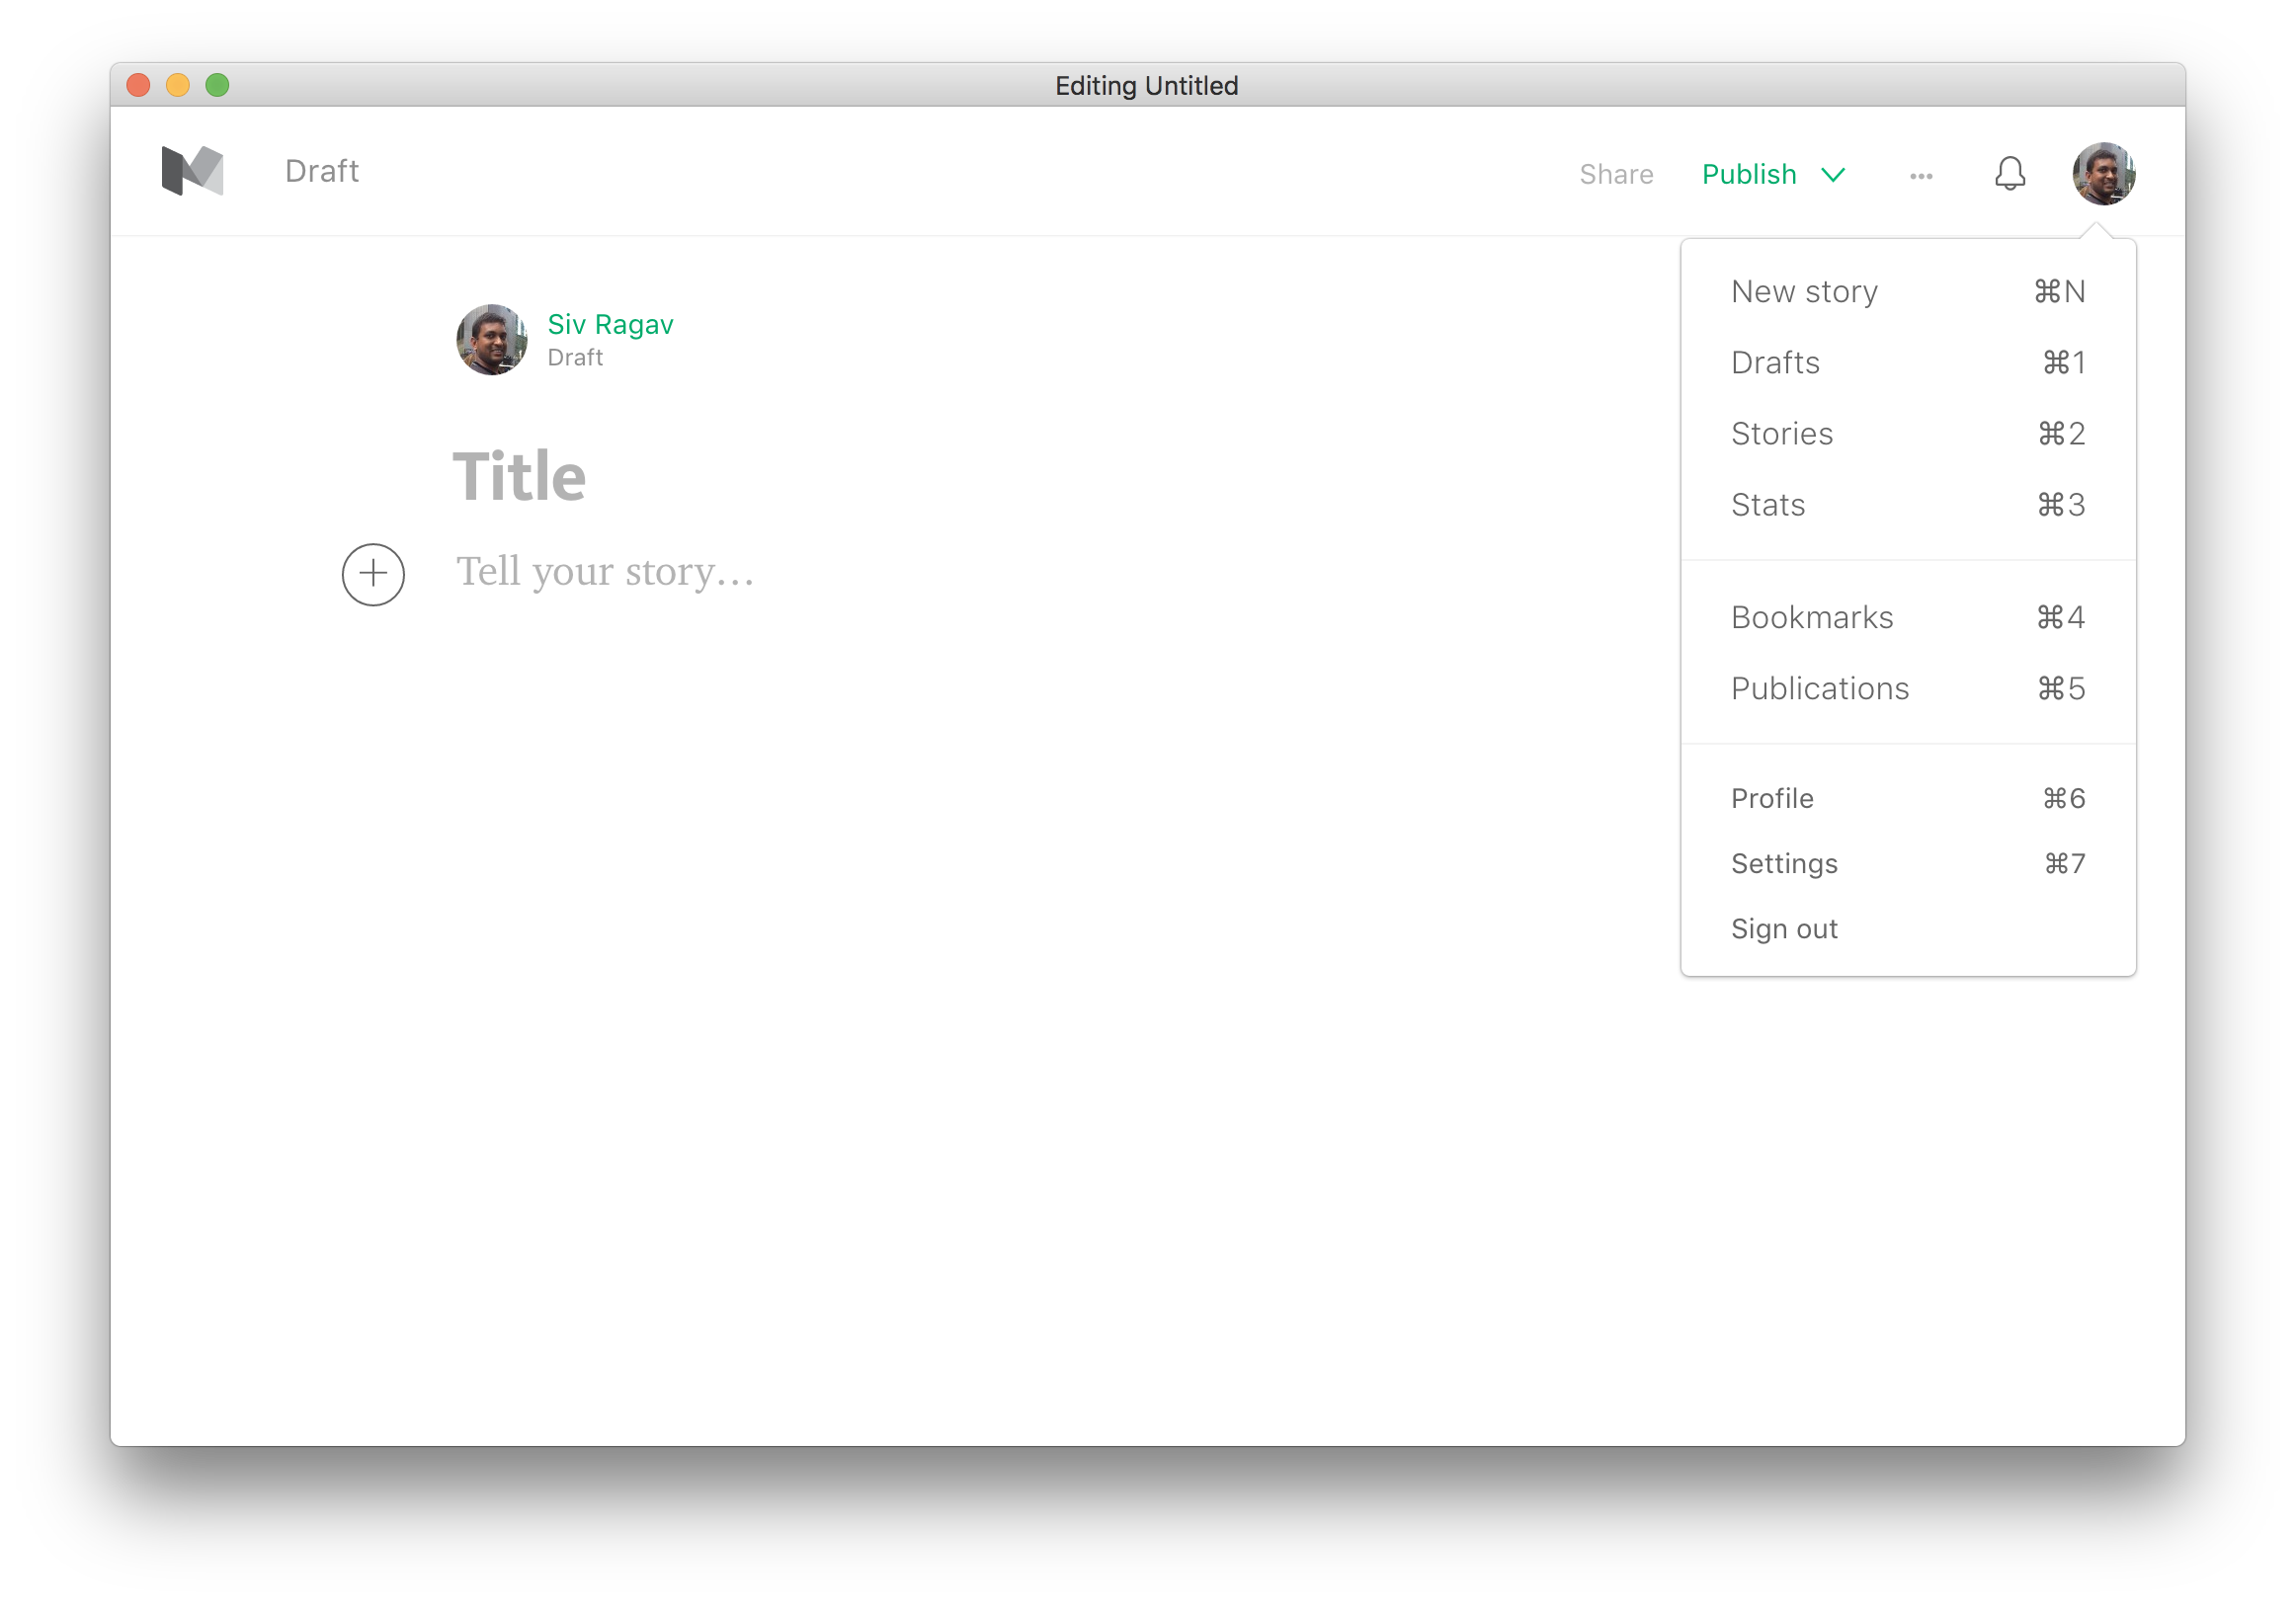 Editing Untitled
Draft
Share Publish
Siv Ragav
Draft
Title
Tell your story…
New story ⌘N
Drafts ⌘1
Stories ⌘2
Stats ⌘3
Bookmarks ⌘4
Publications ⌘5
Profile ⌘6
Settings ⌘7
Sign out